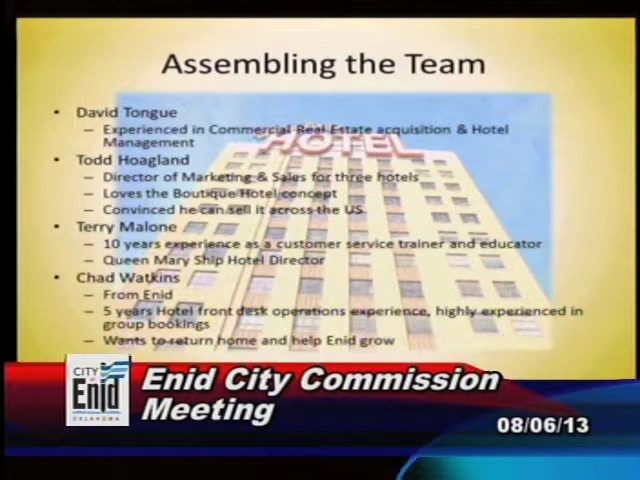 Assembling the Team
• David Tongue
– Experienced in Commercial Real Estate acquisition & Hotel
Management
• Todd Hoagland
– Director of Marketing & Sales for three hotels
– Loves the Boutique Hotel concept
– Convinced he can sell it across the US
• Terry Malone
– 10 years experience as a customer service trainer and educator
– Queen Mary Ship Hotel Director
• Chad Watkins
– From Enid
– 5 years Hotel front desk operations experience, highly experienced in
group bookings
– Wants to return home and help Enid grow
HOTEL
CITY
OF
Enid
OKLAHOMA
Enid City Commission
Meeting
08/06/13